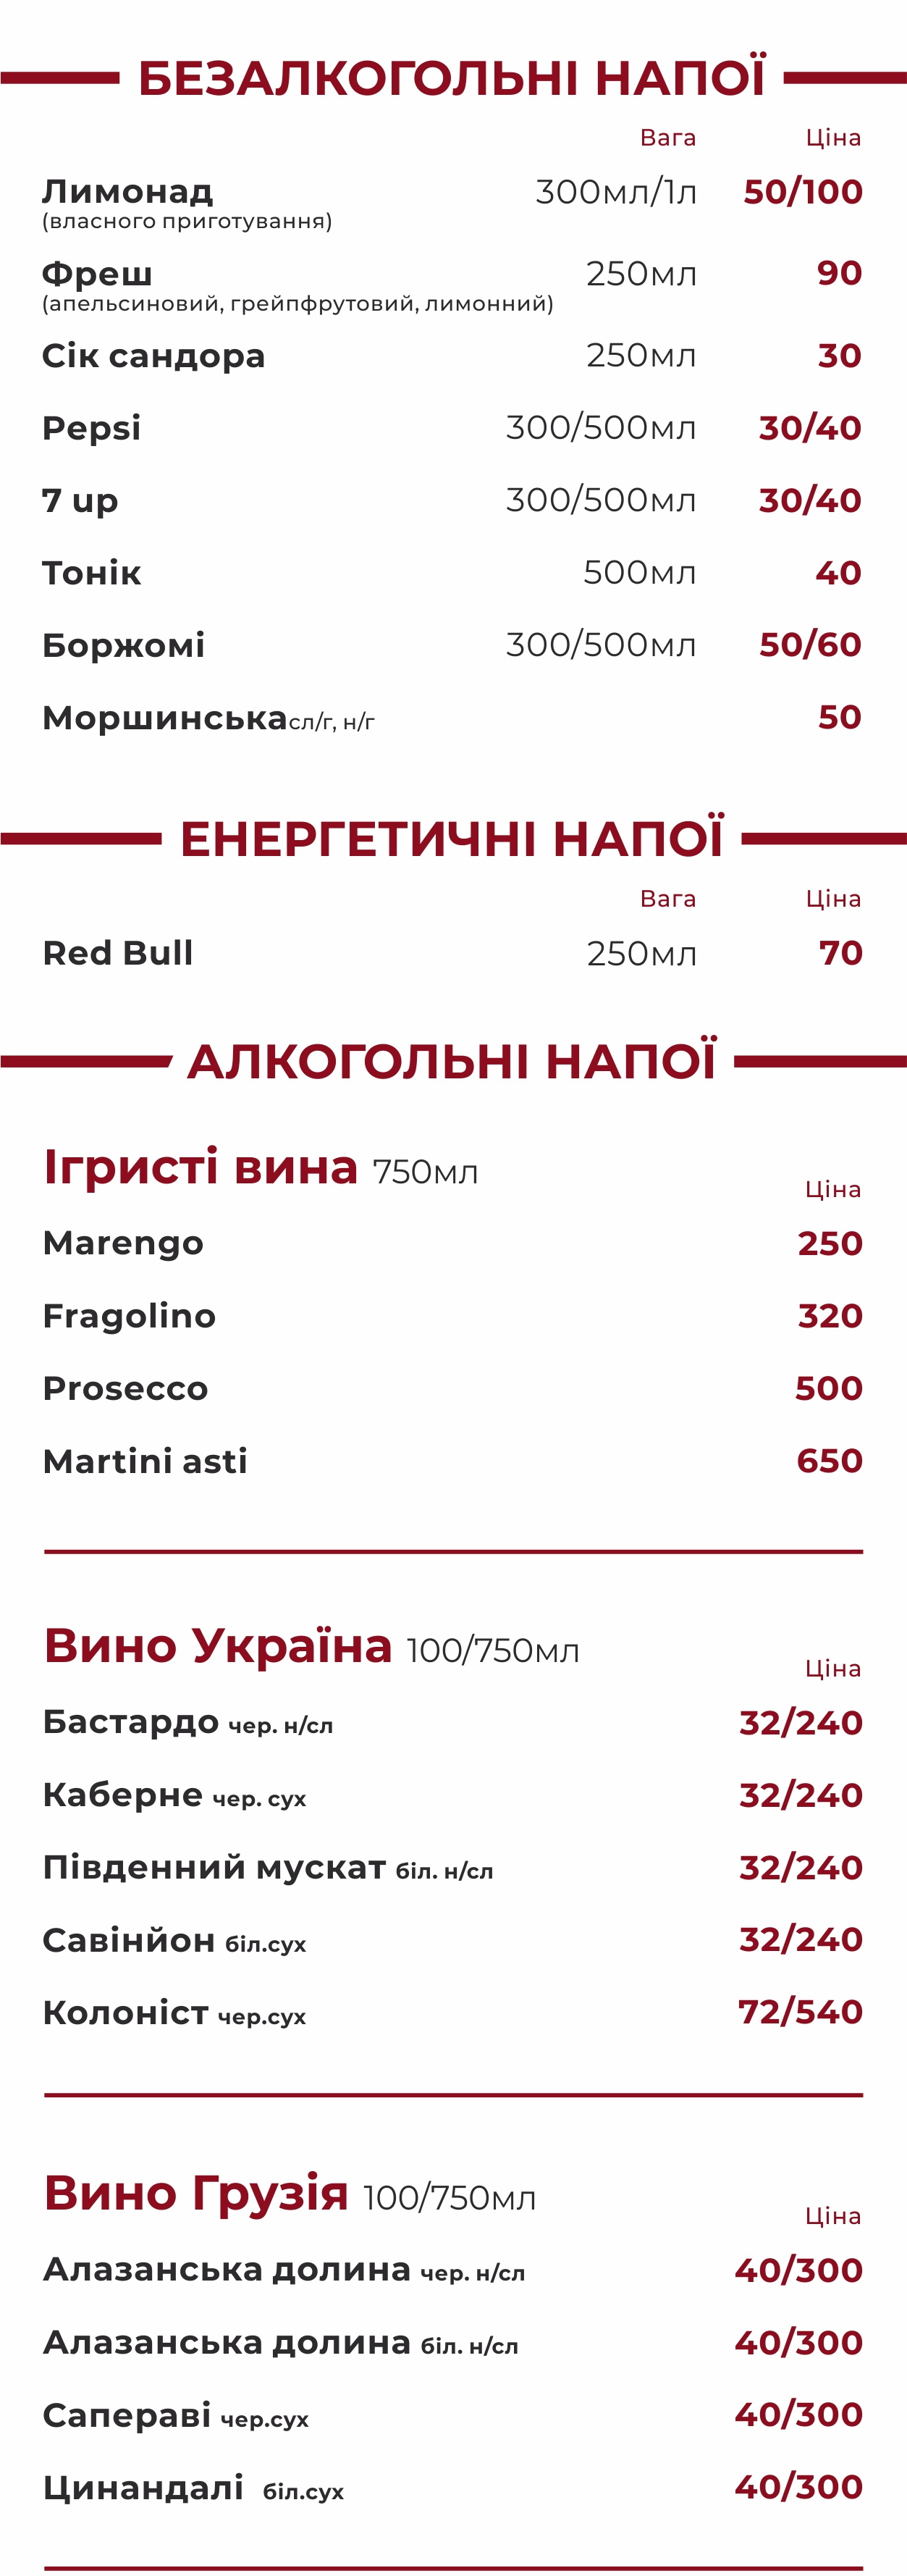 БЕЗАЛКОГОЛЬНІ НАПОЇ
Вага Ціна
Лимонад 300мл/1л 50/100
(власного приготування)
Фреш 250мл 90
(апельсиновий, грейпфрутовий, лимонний)
Сік сандора 250мл 30
Pepsi 300/500мл 30/40
7 up 300/500мл 30/40
Тонік 500мл 40
Боржомі 300/500мл 50/60
Моршинська сл/г, н/г 50
ЕНЕРГЕТИЧНІ НАПОЇ
Вага Ціна
Red Bull 250мл 70
АЛКОГОЛЬНІ НАПОЇ
Ігристі вина 750мл
Ціна
Marengo 250
Fragolino 320
Prosecco 500
Martini asti 650
Вино Україна 100/750мл
Ціна
Бастардо чер. н/сл 32/240
Каберне чер. сух 32/240
Південний мускат біл. н/сл 32/240
Савінйон біл.сух 32/240
Колоніст чер.сух 72/540
Вино Грузія 100/750мл
Ціна
Алазанська долина чер. н/сл 40/300
Алазанська долина біл. н/сл 40/300
Сапераві чер.сух 40/300
Цинандалі біл.сух 40/300